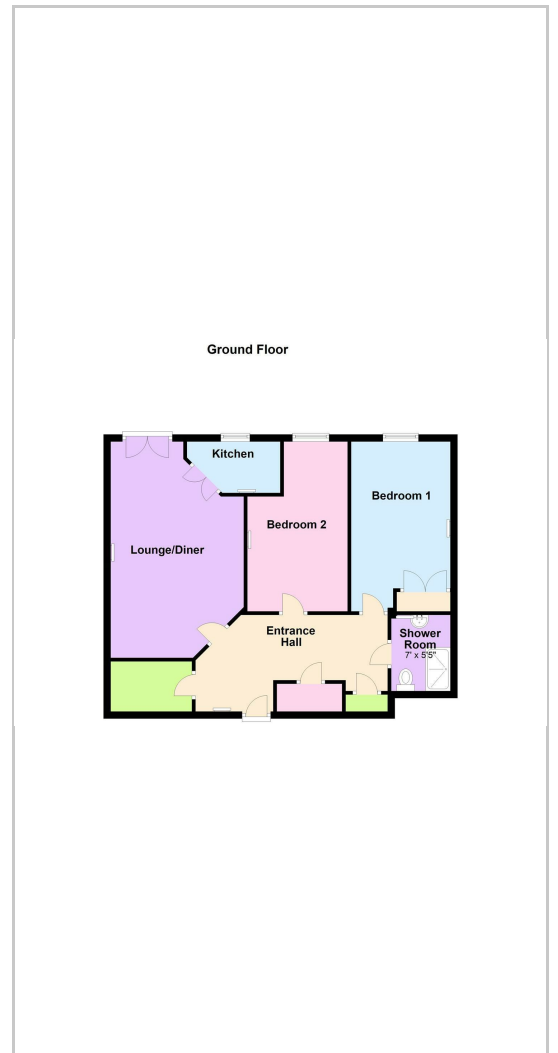 Ground Floor
Kitchen
Bedroom 1
Bedroom 2
Lounge/Diner
Entrance
Hall
Shower
Room
7' x 5'5"